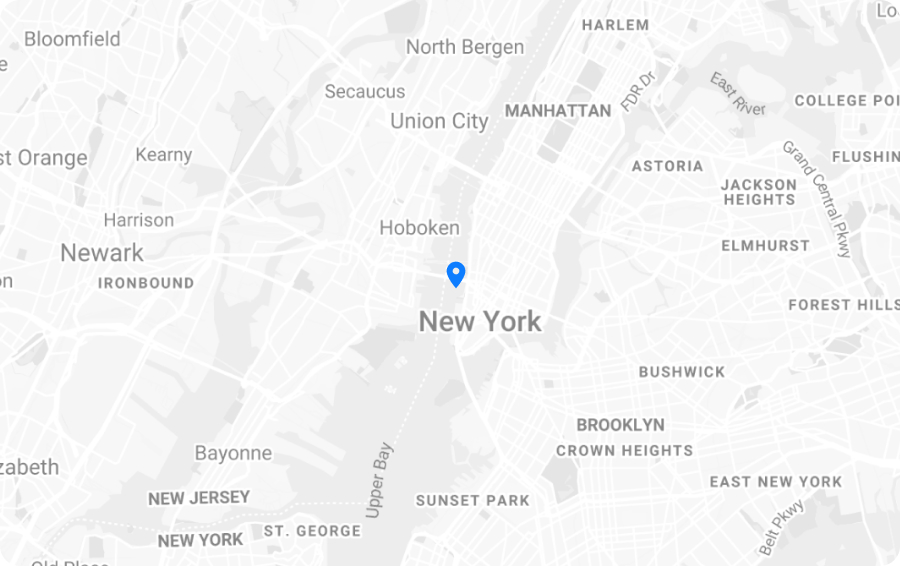 Bloomfield
North Bergen
HARLEM
Lo
e
Secaucus
FDR Dr
East River
MANHATTAN
COLLEGE POI
Union City
st Orange
Kearny
ASTORIA
Grand Central Pkwy
FLUSHIN
JACKSON
HEIGHTS
Harrison
Hoboken
Newark
ELMHURST
on
IRONBOUND
FOREST HILLS
New York
BUSHWICK
BROOKLYN
CROWN HEIGHTS
Bayonne
zabeth
Upper Bay
EAST NEW YORK
NEW JERSEY
SUNSET PARK
Belt Pkwy
ST. GEORGE
NEW YORK
Old Place